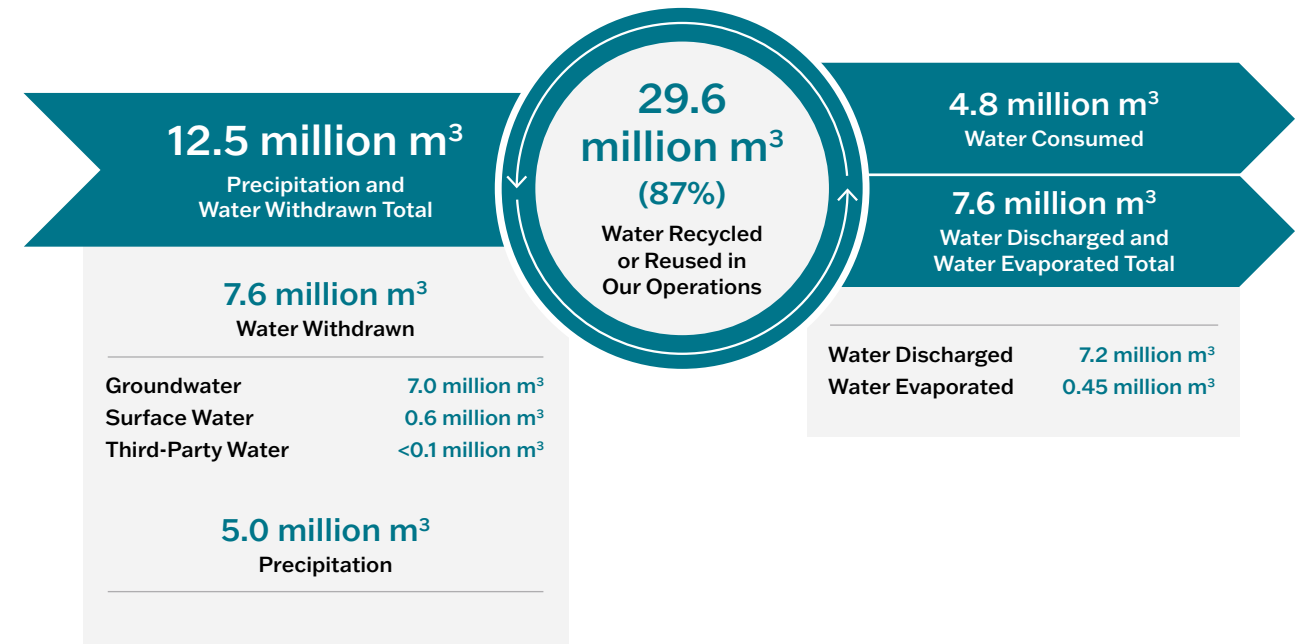 12.5 million m³
Precipitation and
Water Withdrawn Total
7.6 million m³
Water Withdrawn
Groundwater 7.0 million m³
Surface Water 0.6 million m³
Third-Party Water <0.1 million m³
5.0 million m³
Precipitation
29.6
million m³
(87%)
Water Recycled
or Reused in
Our Operations
4.8 million m³
Water Consumed
7.6 million m³
Water Discharged and
Water Evaporated Total
Water Discharged 7.2 million m³
Water Evaporated 0.45 million m³